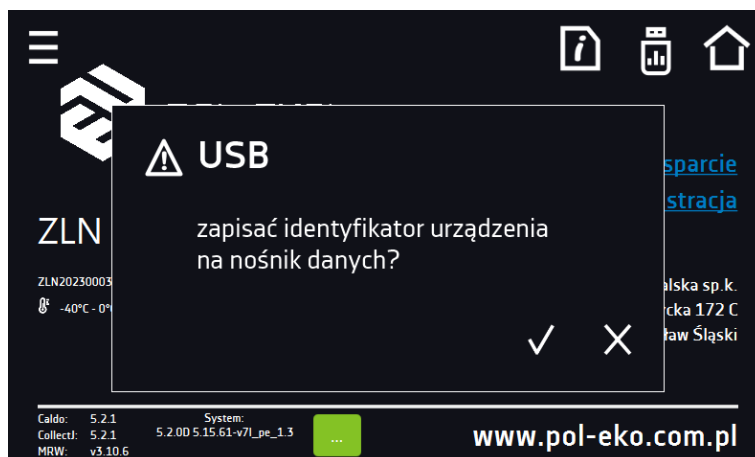 USB
sparcie
stracja
zapisać identyfikator urządzenia
na nośnik danych?
ZLN
ZLN20230003
-40°C - 0°
alska sp.k.
cka 172 C
ław Śląski
Caldo: 5.2.1
CollectJ: 5.2.1
MRW: v3.10.6
System:
5.2.0D 5.15.61-v7l_pe_1.3
...
www.pol-eko.com.pl